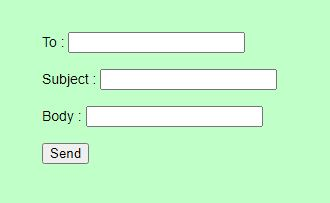 To :
Subject :
Body :
Send